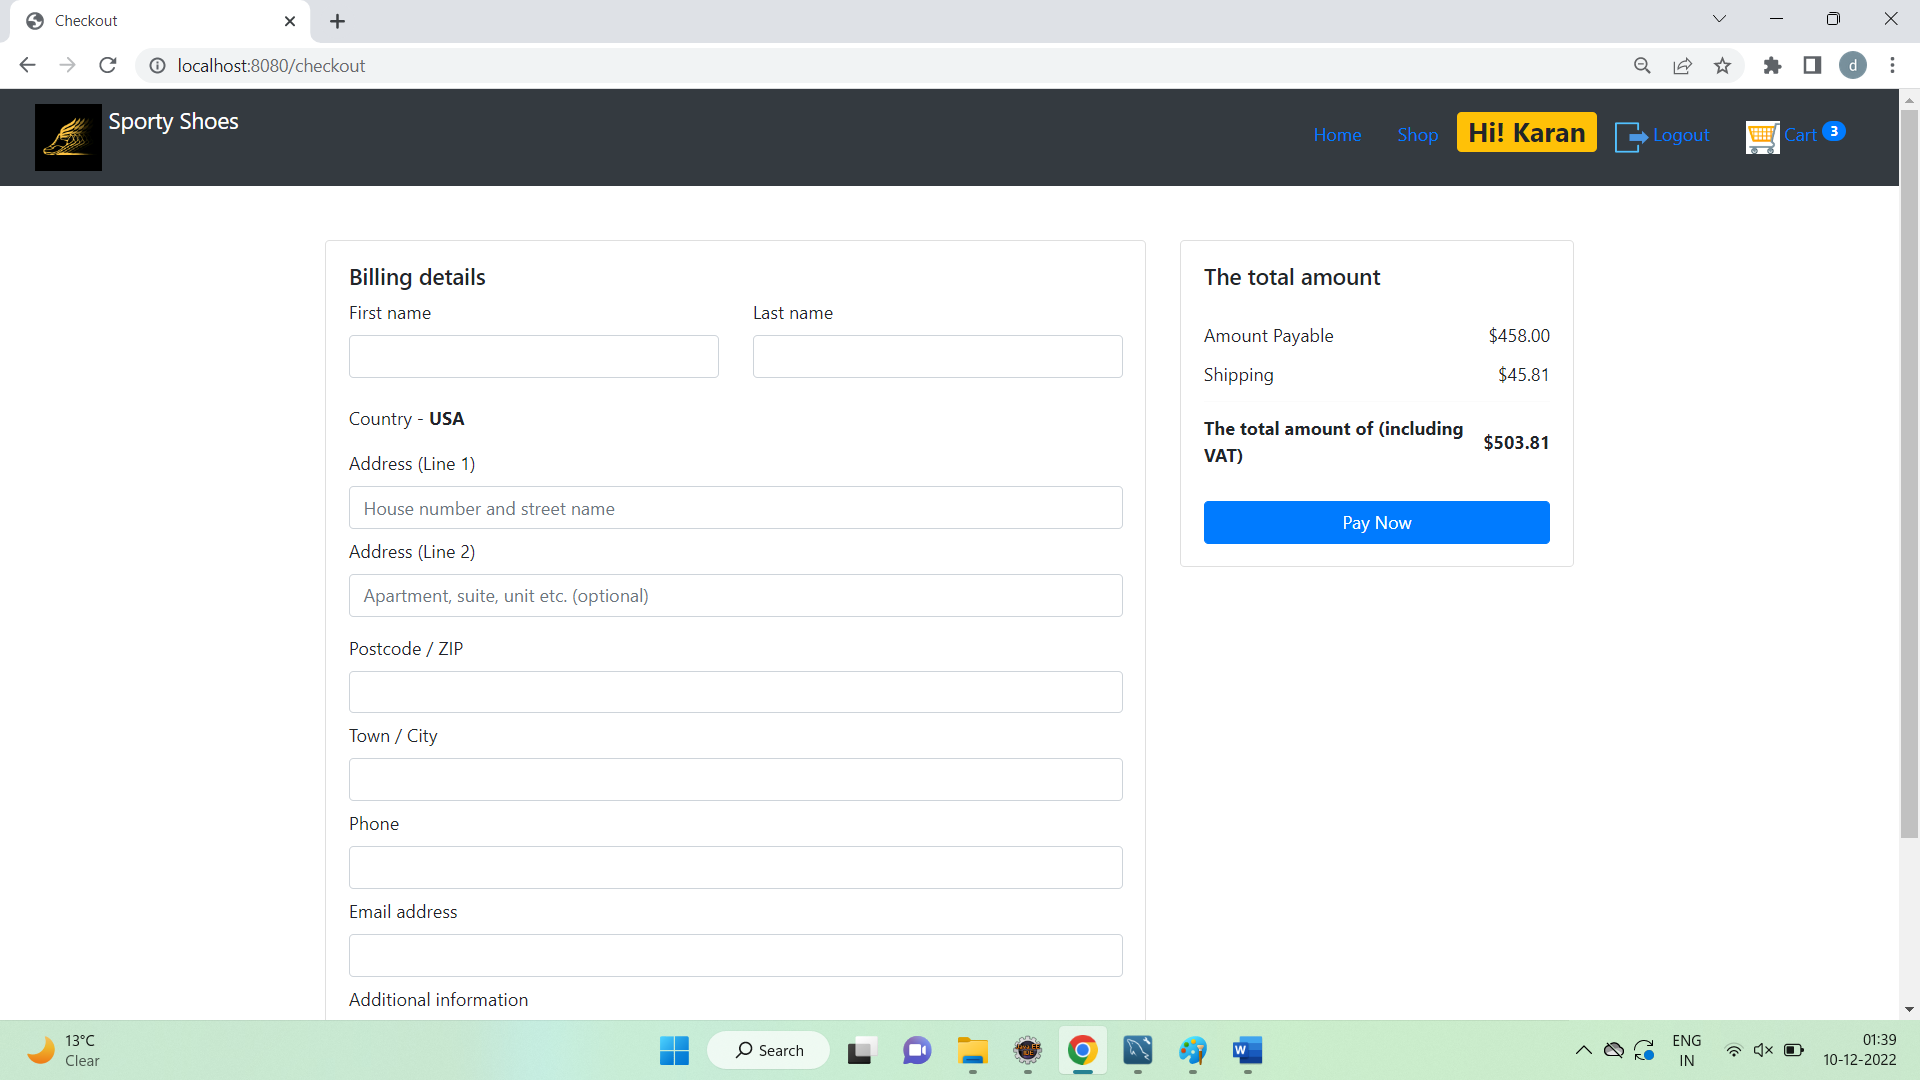 Checkout
localhost:8080/checkout
d
Sporty Shoes
Home
Shop
Hi! Karan
Logout
Cart 3
Billing details
First name
Last name
Country - USA
Address (Line 1)
House number and street name
Address (Line 2)
Apartment, suite, unit etc. (optional)
Postcode / ZIP
Town / City
Phone
Email address
Additional information
The total amount
Amount Payable $458.00
Shipping $45.81
The total amount of (including
VAT)
$503.81
Pay Now
13°C
Clear
Search
W
ENG
IN
01:39
10-12-2022